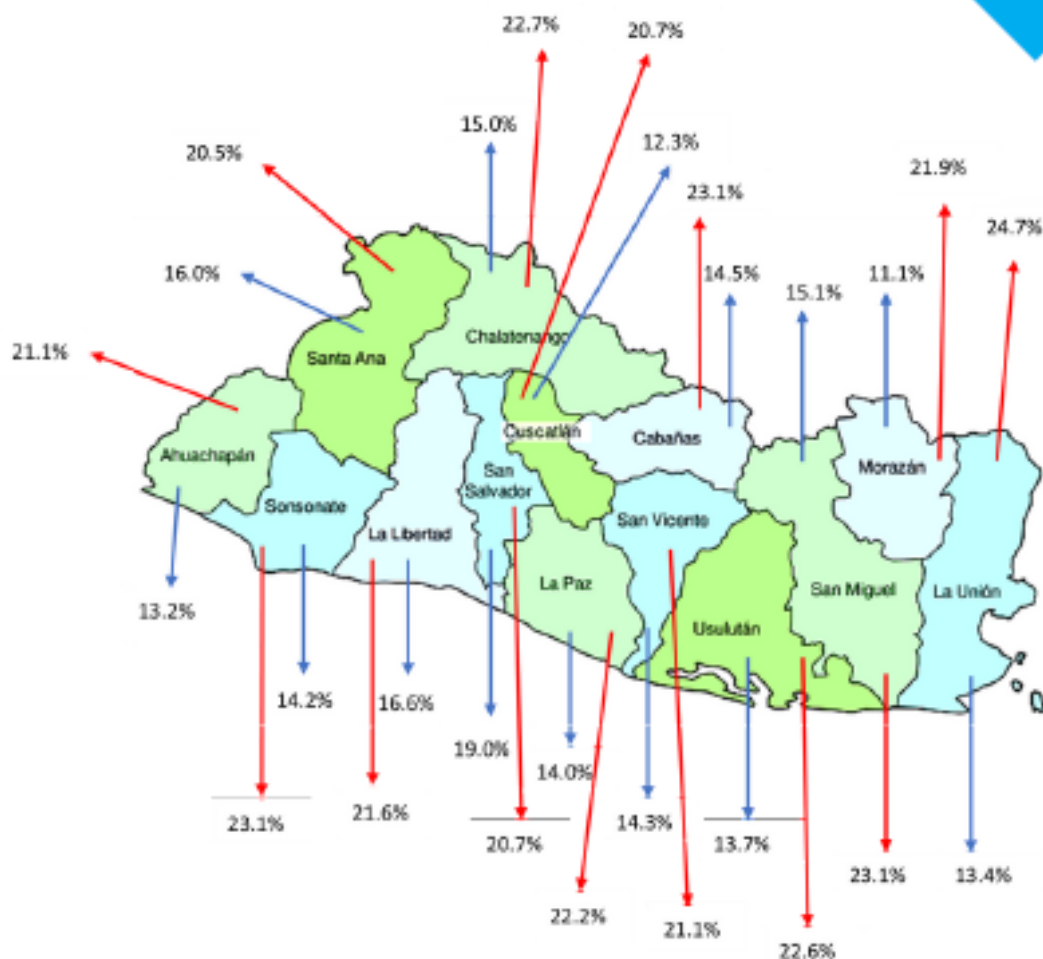 22.7%
20.7%
15.0%
12.3%
20.5%
21.9%
23.1%
24.7%
16.0%
14.5%
11.1%
15.1%
21.1%
Chalatenango
Santa Ana
Cuscatlán
Cabañas
Ahuachapán
Morazán
San
Salvador
Sonsonate
San Vicente
La Libertad
La Paz
San Miguel
La Unión
13.2%
Usulután
14.2%
16.6%
19.0%
14.0%
23.1%
21.6%
14.3%
20.7%
13.7%
23.1%
13.4%
22.2%
21.1%
22.6%